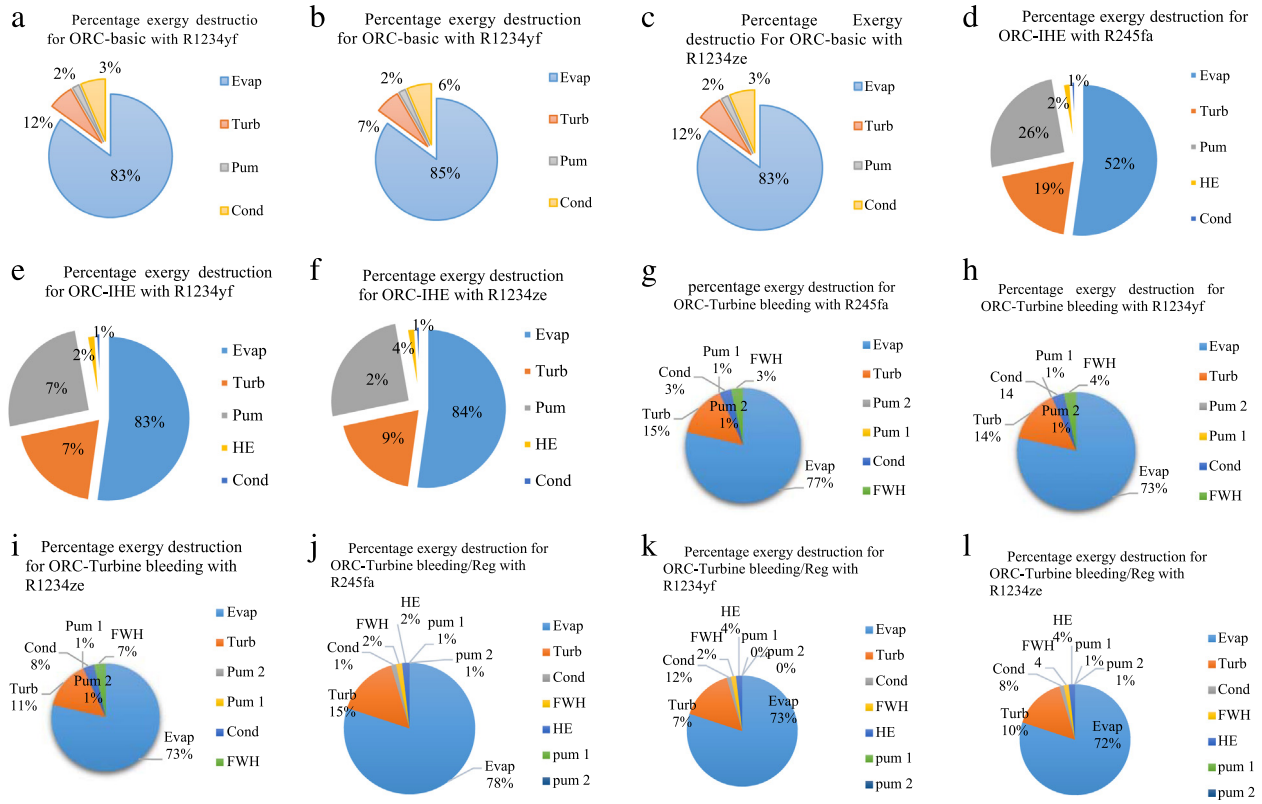 a
Percentage exergy destructio
for ORC-basic with R1234yf
2%
3%
12%
83%
Evap
Turb
Pum
Cond
b
Percentage exergy destruction
for ORC-basic with R1234yf
2%
6%
7%
85%
Evap
Turb
Pum
Cond
c
Percentage Exergy
destructio For ORC-basic with
R1234ze
2%
3%
12%
83%
Evap
Turb
Pum
Cond
d
Percentage exergy destruction for
ORC-IHE with R245fa
1%
2%
26%
52%
19%
Evap
Turb
Pum
HE
Cond
e
Percentage exergy destruction
for ORC-IHE with R1234yf
1%
2%
7%
83%
7%
Evap
Turb
Pum
HE
Cond
f
Percentage exergy destruction
for ORC-IHE with R1234ze
1%
4%
2%
84%
9%
Evap
Turb
Pum
HE
Cond
g
percentage exergy destruction for
ORC-Turbine bleeding with R245fa
Pum 1
1%
FWH
3%
Cond
3%
Turb
15%
Pum 2
1%
Evap
77%
Evap
Turb
Pum 2
Pum 1
Cond
FWH
h
Percentage exergy destruction for
ORC-Turbine bleeding with R1234yf
Pum 1
1%
FWH
4%
Cond
14
Turb
14%
Pum 2
1%
Evap
73%
Evap
Turb
Pum 2
Pum 1
Cond
FWH
i
Percentage exergy destruction
for ORC-Turbine bleeding with
R1234ze
Pum 1
1%
FWH
7%
Cond
8%
Turb
11%
Pum 2
1%
Evap
73%
Evap
Turb
Pum 2
Pum 1
Cond
FWH
j
Percentage exergy destruction for
ORC-Turbine bleeding/Reg with
R245fa
HE
2%
FWH
2%
pum 1
1%
Cond
1%
pum 2
1%
Turb
15%
Evap
78%
Evap
Turb
Cond
FWH
HE
pum 1
pum 2
k
Percentage exergy destruction for
ORC-Turbine bleeding/Reg with
R1234yf
HE
4%
FWH
2%
pum 1
0%
Cond
12%
pum 2
0%
Turb
7%
Evap
73%
Evap
Turb
Cond
FWH
HE
pum 1
pum 2
l
Percentage exergy destruction for
ORC-Turbine bleeding/Reg with
R1234ze
HE
4%
FWH
4
pum 1
1%
Cond
8%
pum 2
1%
Turb
10%
Evap
72%
Evap
Turb
Cond
FWH
HE
pum 1
pum 2